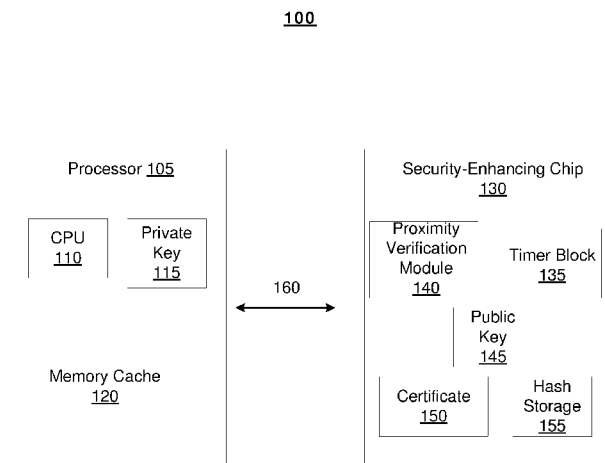 100
Processor 105
Security-Enhancing Chip
130
CPU
110
Private
Key
115
Proximity
Verification
Module
140
Timer Block
135
160
Public
Key
145
Memory Cache
120
Certificate
150
Hash
Storage
155